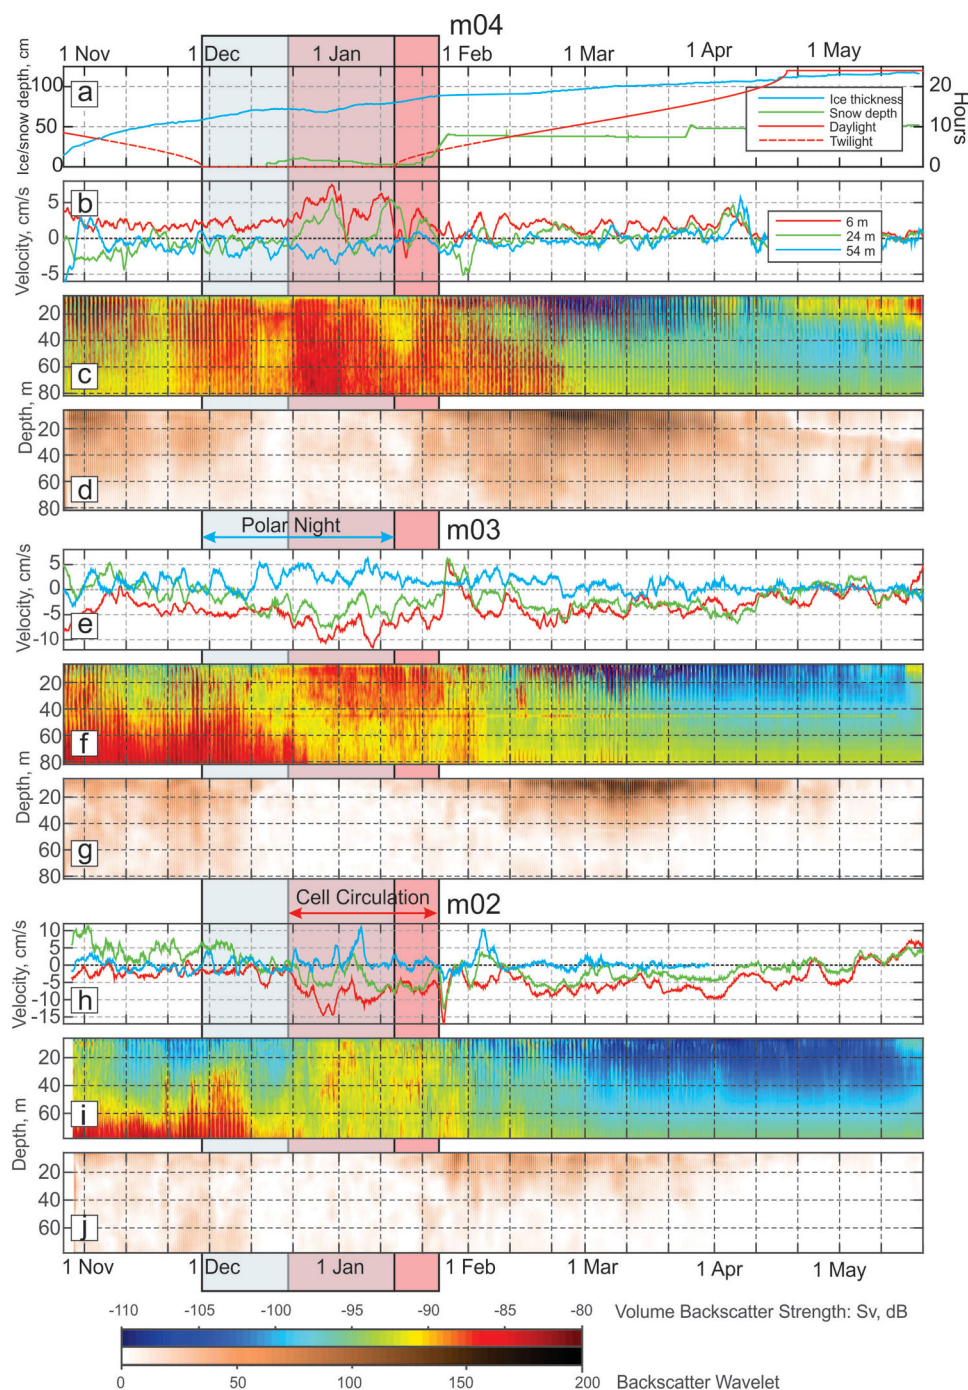 m04
1 Nov 1 Dec 1 Jan 1 Feb 1 Mar 1 Apr 1 May
Ice/snow depth, cm
100
50
0
a
Ice thickness
Snow depth
Daylight
Twilight
20
10
0
Hours
Velocity, cm/s
5
0
-5
b
6 m
24 m
54 m
20
40
60
80
c
Depth, m
20
40
60
80
d
Polar Night
m03
Velocity, cm/s
5
0
-5
-10
e
20
40
60
80
f
Depth, m
20
40
60
80
g
Cell Circulation
m02
Velocity, cm/s
10
5
0
-5
-10
-15
h
20
40
60
i
Depth, m
20
40
60
j
1 Nov 1 Dec 1 Jan 1 Feb 1 Mar 1 Apr 1 May
-110 -105 -100 -95 -90 -85 -80 Volume Backscatter Strength: Sv, dB
0 50 100 150 200 Backscatter Wavelet